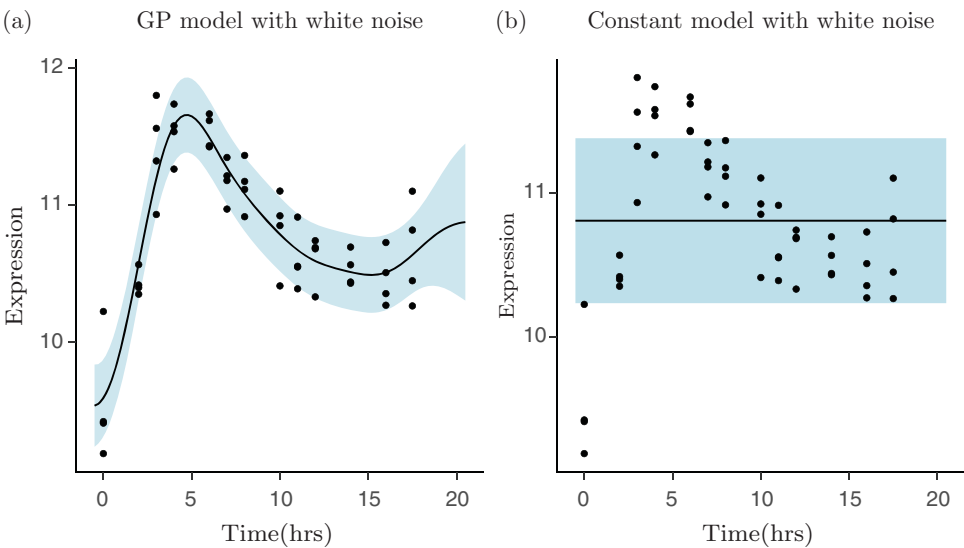 (a)
GP model with white noise
12
11
10
Expression
0 5 10 15 20
Time(hrs)
(b)
Constant model with white noise
11
10
Expression
0 5 10 15 20
Time(hrs)